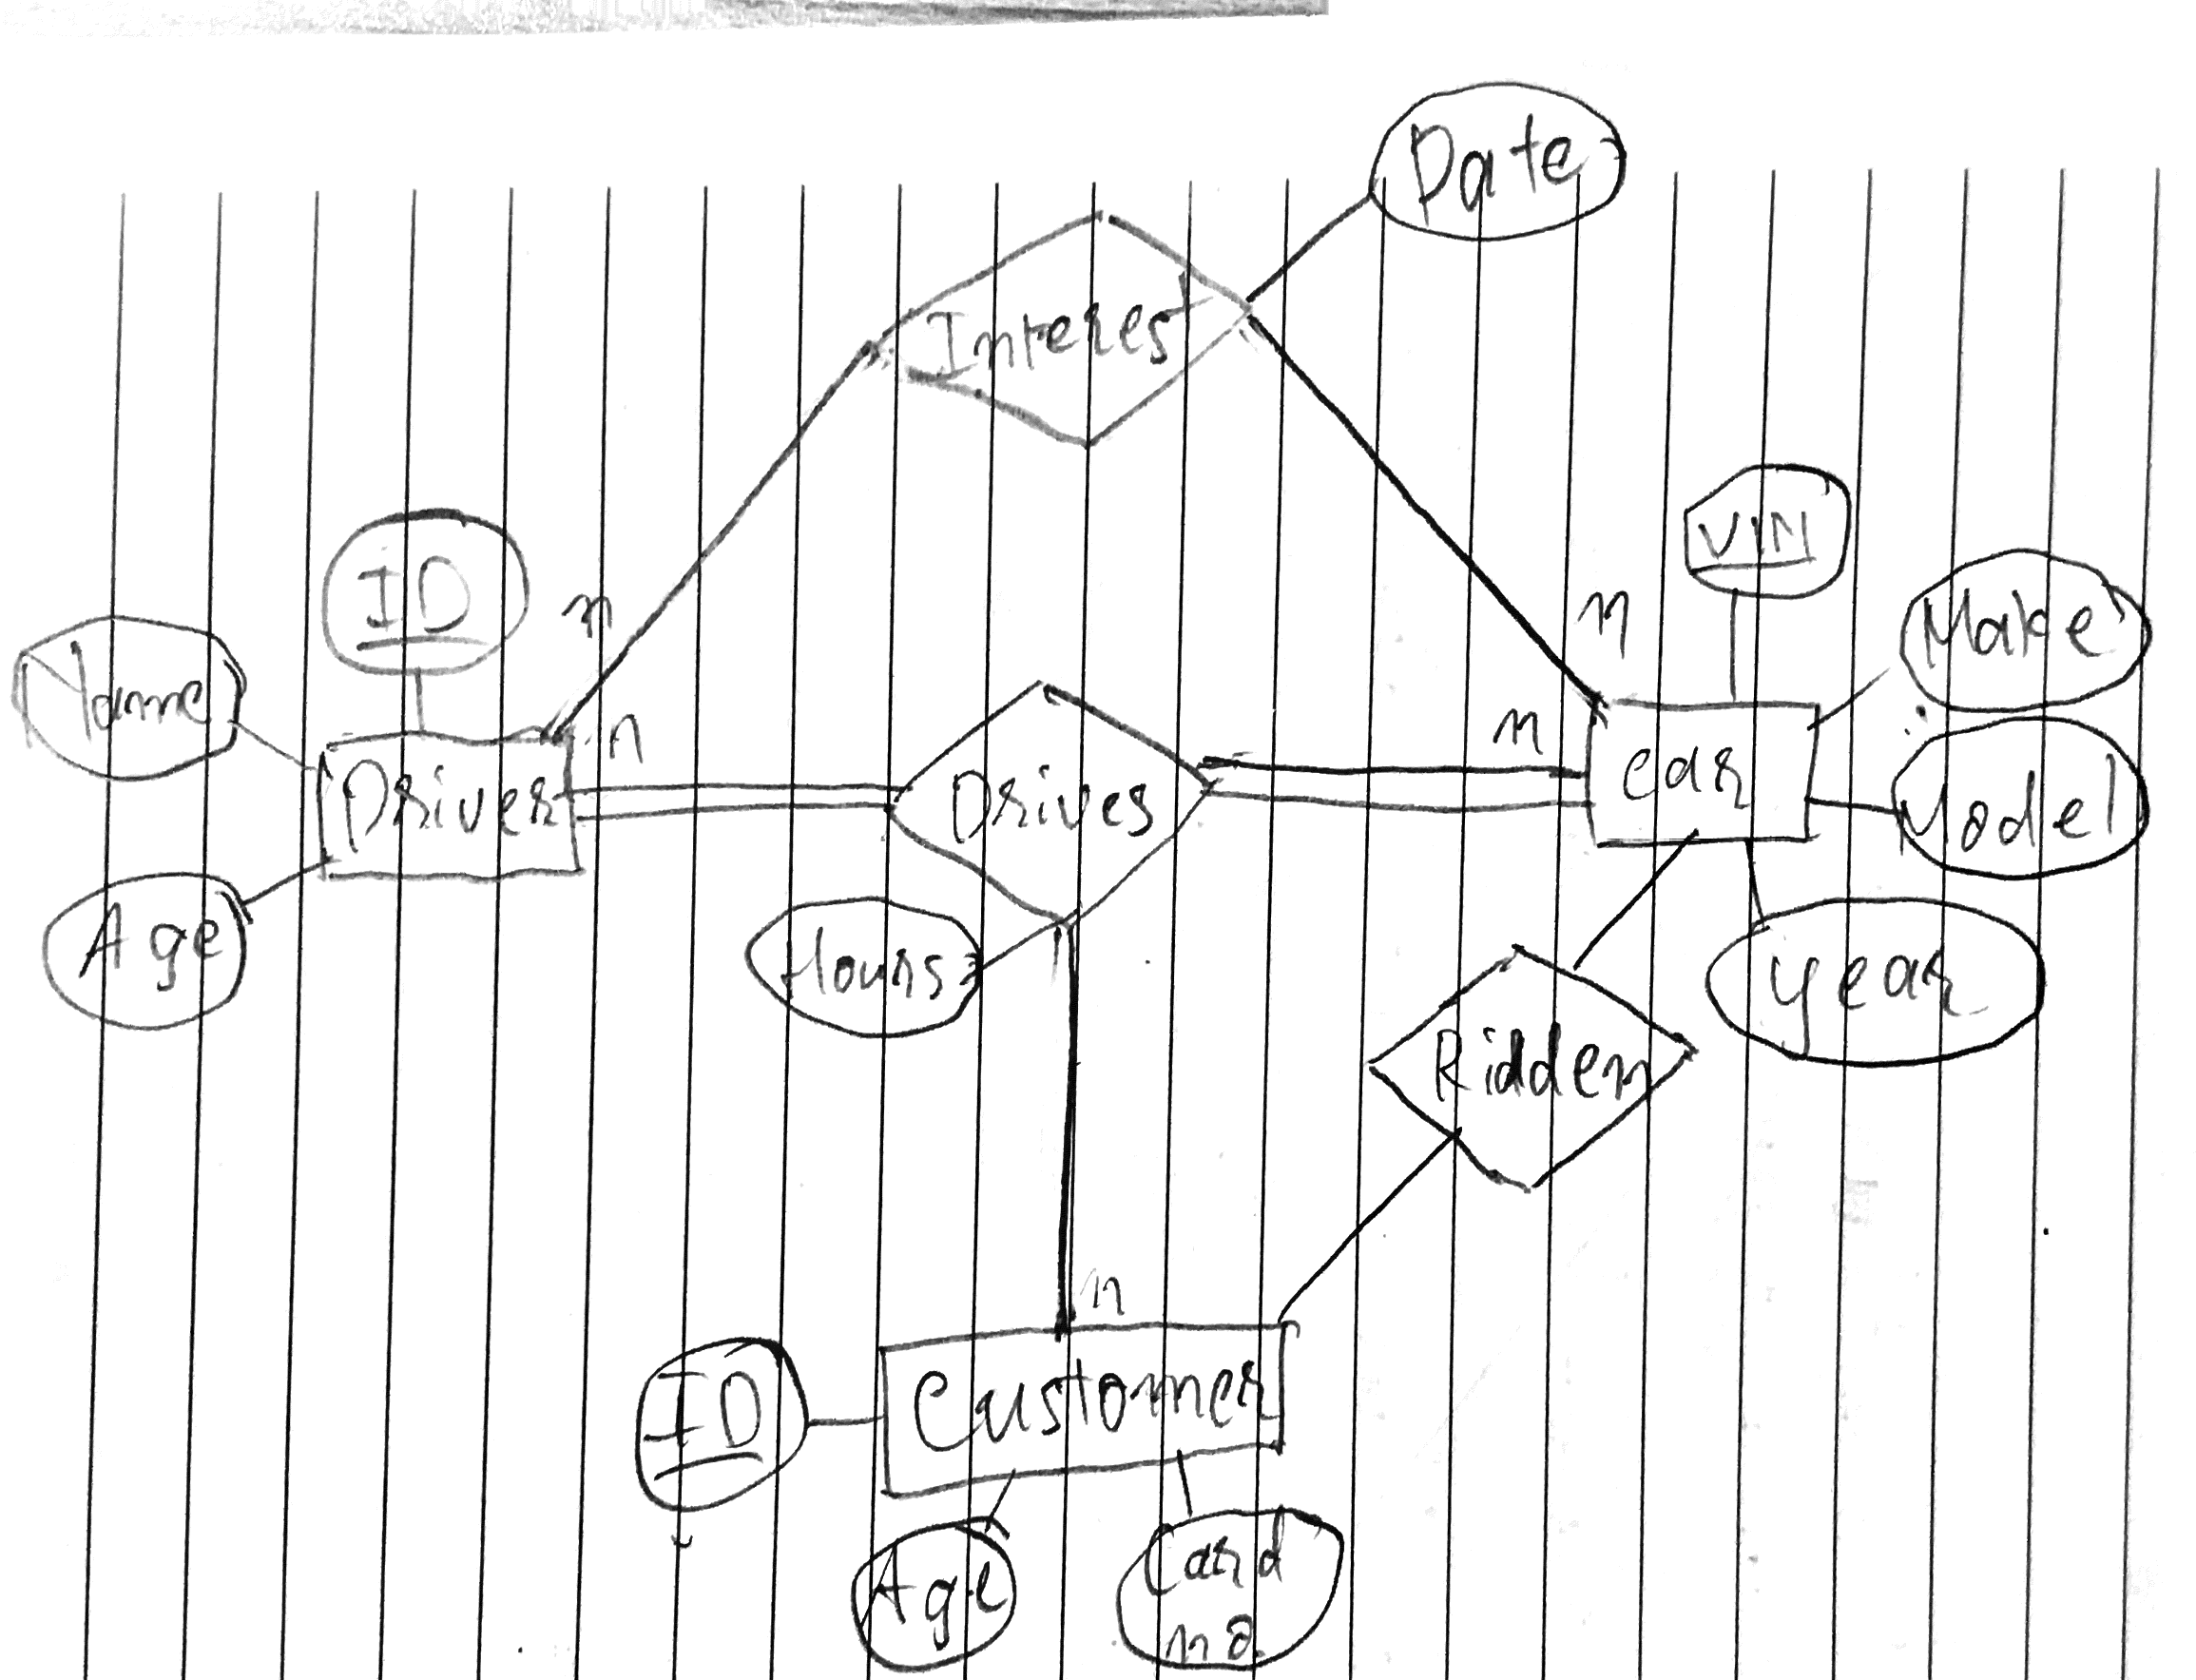 Date
Interest
VIN
ID
n
n
Make
Name
n
n
Driver
Drives
car
Model
Age
Hours
year
Ridden
n
ID
Customer
Age
Card
no.